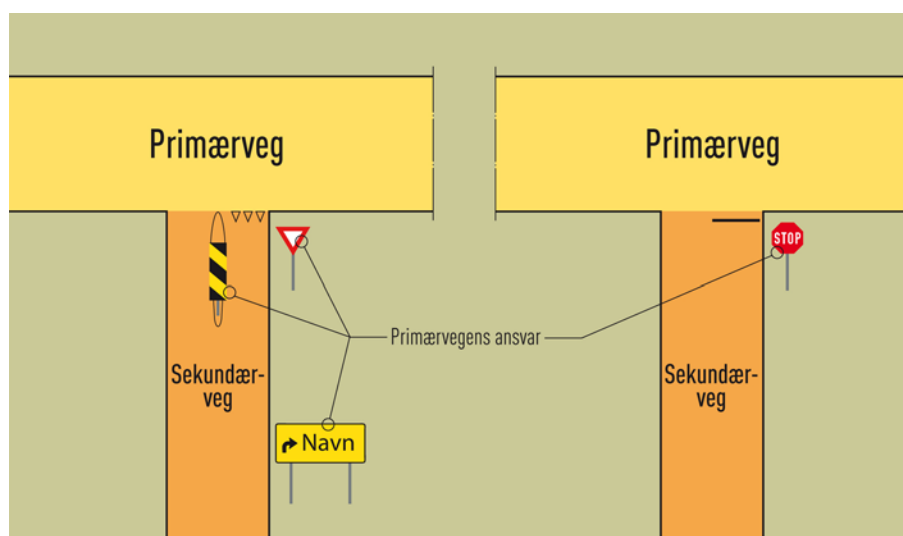 Primærveg
Primærveg
STOP
Primærvegens ansvar
Sekundær-
veg
Sekundær-
veg
Navn